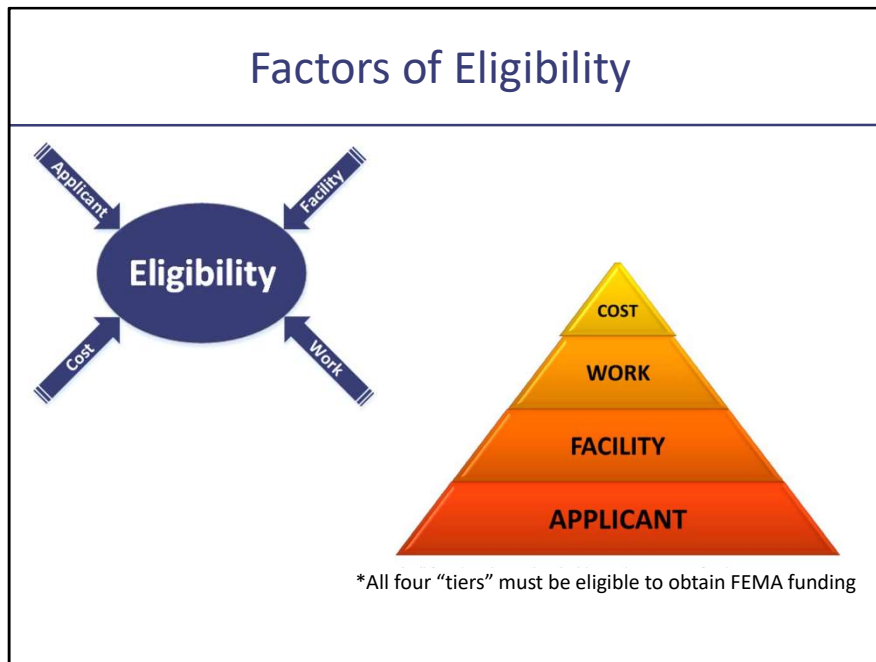 Factors of Eligibility
Applicant
Facility
Eligibility
Cost
Work
COST
WORK
FACILITY
APPLICANT
*All four “tiers” must be eligible to obtain FEMA funding